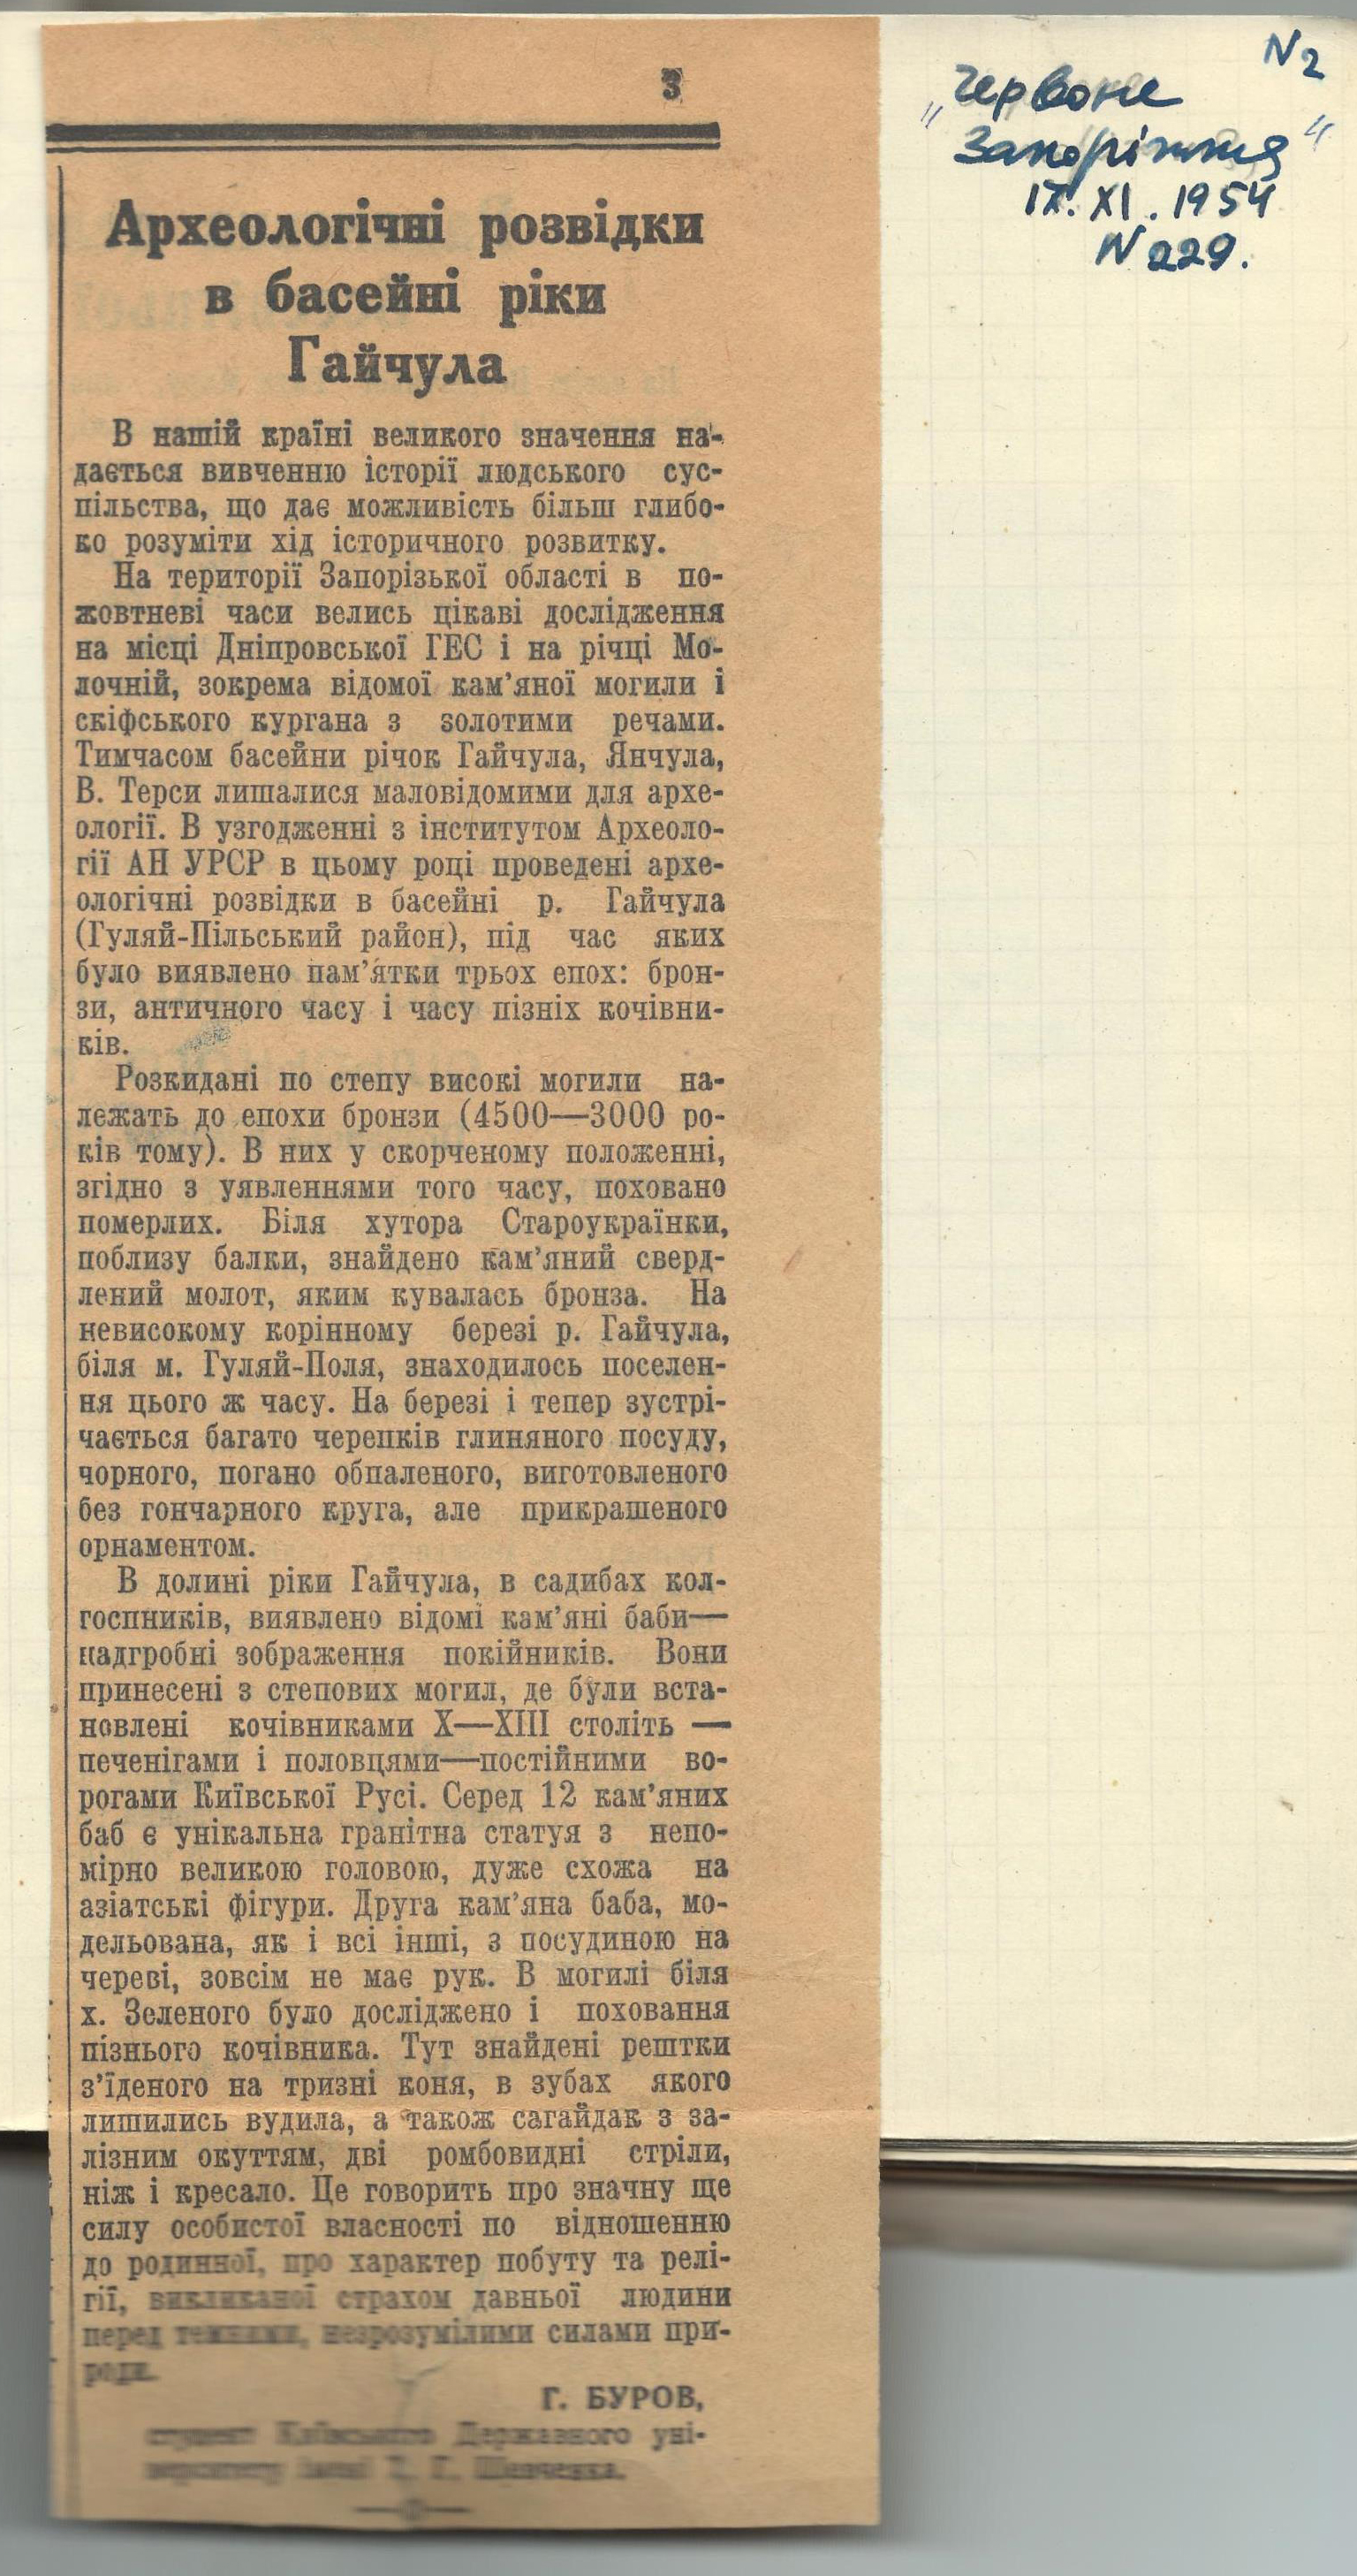 3
Археологічні розвідки
в басейні ріки
Гайчула
В нашій країні великого значення на-
дається вивченню історії людського сус-
пільства, що дає можливість більш глибо-
ко розуміти хід історичного розвитку.
На території Запорізької області в по-
жовтневі часи велись цікаві дослідження
на місці Дніпровської ГЕС і на річці Мо-
лочній, зокрема відомої кам’яної могили і
скіфського кургана з золотими речами.
Тимчасом басейни річок Гайчула, Янчула,
В. Терси лишалися маловідомими для архе-
ології. В узгодженні з інститутом Археоло-
гії АН УРСР в цьому році проведені архе-
ологічні розвідки в басейні р. Гайчула
(Гуляй-Пільський район), під час яких
було виявлено пам’ятки трьох епох: брон-
зи, античного часу і часу пізніх кочівни-
ків.
Розкидані по степу високі могили на-
лежать до епохи бронзи (4500—3000 ро-
ків тому). В них у скорченому положенні,
згідно з уявленнями того часу, поховано
померлих. Біля хутора Староукраїнки,
поблизу балки, знайдено кам’яний сверд-
лений молот, яким кувалась бронза. На
невисокому корінному березі р. Гайчула,
біля м. Гуляй-Поля, знаходилось поселен-
ня цього ж часу. На березі і тепер зустрі-
чається багато черепків глиняного посуду,
чорного, погано обпаленого, виготовленого
без гончарного круга, але прикрашеного
орнаментом.
В долині ріки Гайчула, в садибах кол-
госпників, виявлено відомі кам’яні баби—
надгробні зображення покійників. Вони
принесені з степових могил, де були вста-
новлені кочівниками X—XIII століть —
печенігами і половцями—постійними во-
рогами Київської Русі. Серед 12 кам’яних
баб є унікальна гранітна статуя з непо-
мірно великою головою, дуже схожа на
азіатські фігури. Друга кам’яна баба, мо-
дельована, як і всі інші, з посудиною на
череві, зовсім не має рук. В могилі біля
х. Зеленого було досліджено і поховання
пізнього кочівника. Тут знайдені рештки
з’їденого на тризні коня, в зубах якого
лишились вудила, а також сагайдак з за-
лізним окуттям, дві ромбовидні стріли,
ніж і кресало. Це говорить про значну ще
силу особистої власності по відношенню
до родинної, про характер побуту та релі-
гії, викликаної страхом давньої людини
перед темними, незрозумілими силами при-
роди.
Г. БУРОВ,
студент Київського Державного уні-
верситету імені Т. Г. Шевченка.
N 2
„Червоне
Запоріжжя“
IX. XI. 1954
N 229.